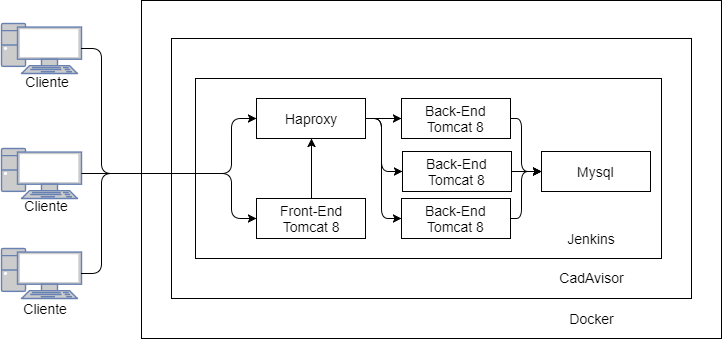 Cliente
Cliente
Cliente
Haproxy
Front-End
Tomcat 8
Back-End
Tomcat 8
Back-End
Tomcat 8
Back-End
Tomcat 8
Mysql
Jenkins
CadAvisor
Docker